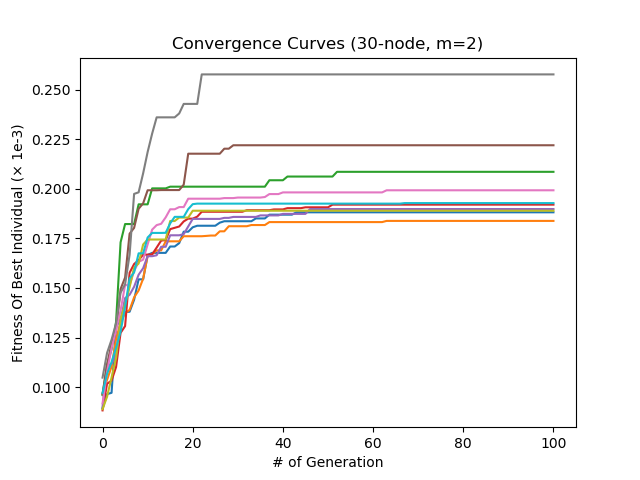 Convergence Curves (30-node, m=2)
Fitness Of Best Individual (× 1e-3)
0.250
0.225
0.200
0.175
0.150
0.125
0.100
0 20 40 60 80 100
# of Generation